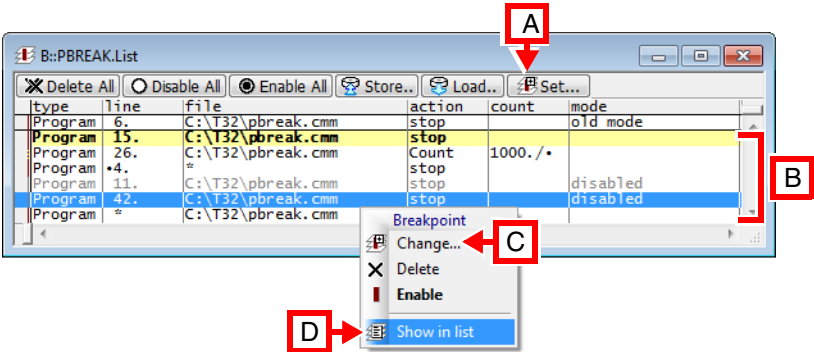 A
B::PBREAK.List
Delete All Disable All Enable All Store.. Load.. Set...
type line file action count mode
Program 6. C:\T32\pbreak.cmm stop old mode
Program 15. C:\T32\pbreak.cmm stop
Program 26. C:\T32\pbreak.cmm Count 1000./•
Program •4. * stop
Program 11. C:\T32\pbreak.cmm stop disabled
Program 42. C:\T32\pbreak.cmm stop disabled
Program * C:\T32\pbreak.cmm stop
B
Breakpoint
Change...
C
Delete
Enable
D
Show in list